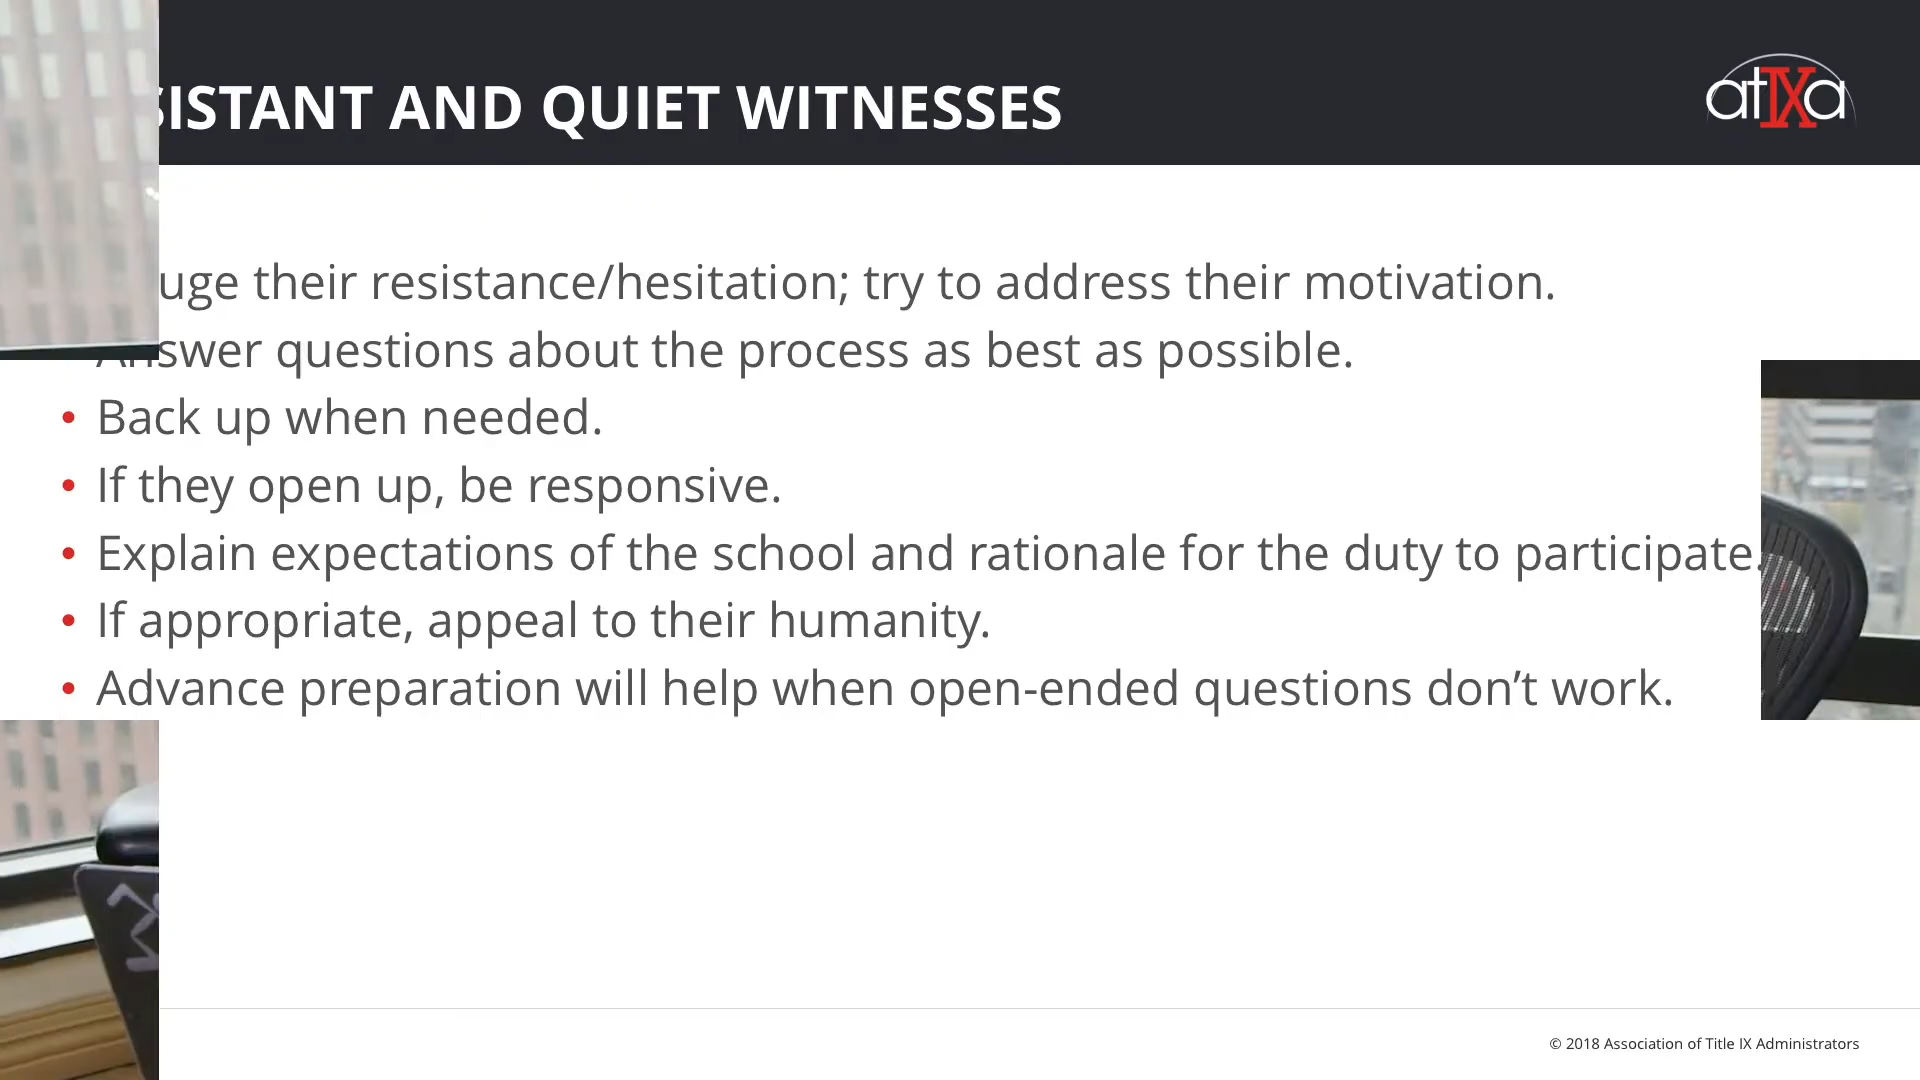 SISTANT AND QUIET WITNESSES
atIXa
uge their resistance/hesitation; try to address their motivation.
Answer questions about the process as best as possible.
• Back up when needed.
• If they open up, be responsive.
• Explain expectations of the school and rationale for the duty to participate.
• If appropriate, appeal to their humanity.
• Advance preparation will help when open-ended questions don’t work.
© 2018 Association of Title IX Administrators